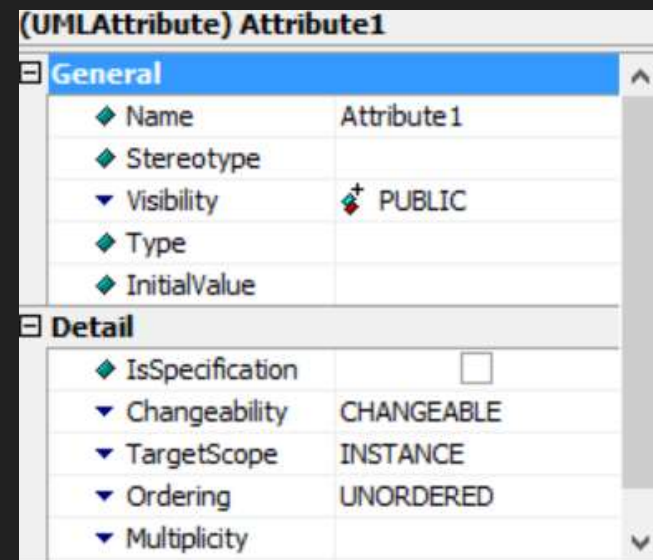 (UMLAttribute) Attribute1
General
Name Attribute1
Stereotype
Visibility PUBLIC
Type
InitialValue
Detail
IsSpecification
Changeability CHANGEABLE
TargetScope INSTANCE
Ordering UNORDERED
Multiplicity